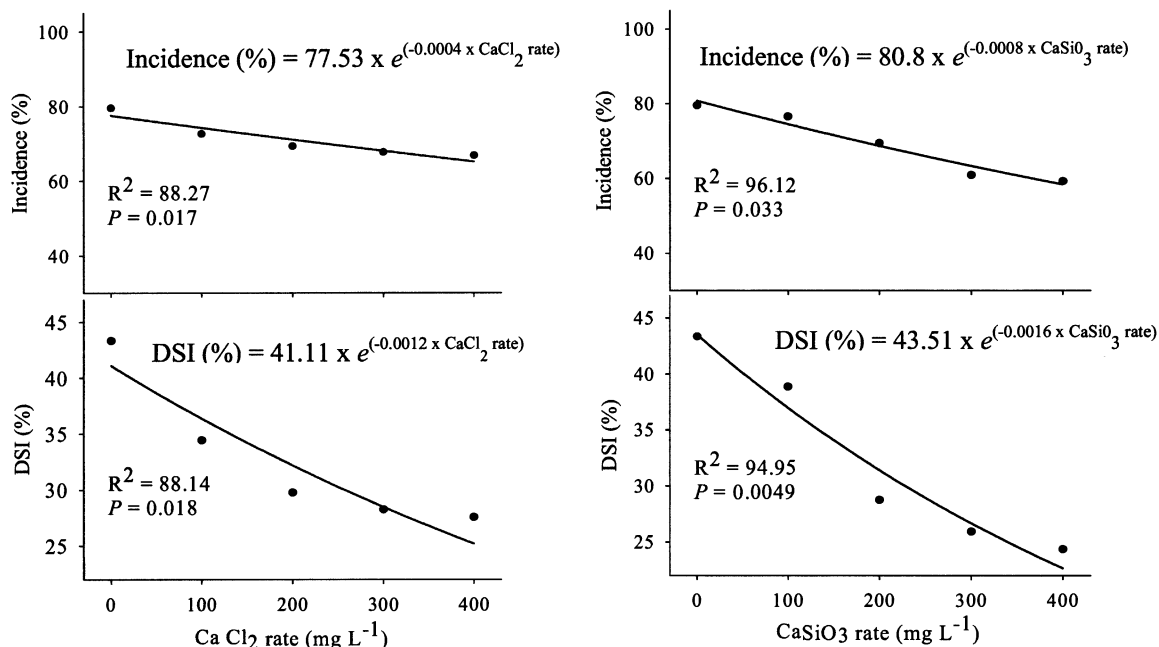 Incidence (%) = 77.53 x e(-0.0004 x CaCl2 rate)
100
80
60
40
Incidence (%)
R2 = 88.27
P = 0.017
Incidence (%) = 80.8 x e(-0.0008 x CaSi03 rate)
100
80
60
40
Incidence (%)
R2 = 96.12
P = 0.033
DSI (%) = 41.11 x e(-0.0012 x CaCl2 rate)
45
40
35
30
25
DSI (%)
R2 = 88.14
P = 0.018
0 100 200 300 400
Ca Cl2 rate (mg L-1)
DSI (%) = 43.51 x e(-0.0016 x CaSi03 rate)
45
40
35
30
25
DSI (%)
R2 = 94.95
P = 0.0049
0 100 200 300 400
CaSiO3 rate (mg L-1)